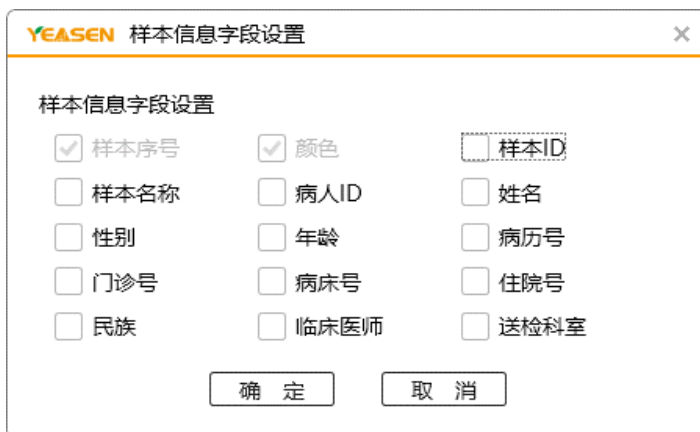 YEASEN 样本信息字段设置
样本信息字段设置
样本序号 颜色 样本ID
样本名称 病人ID 姓名
性别 年龄 病历号
门诊号 病床号 住院号
民族 临床医师 送检科室
确 定 取 消